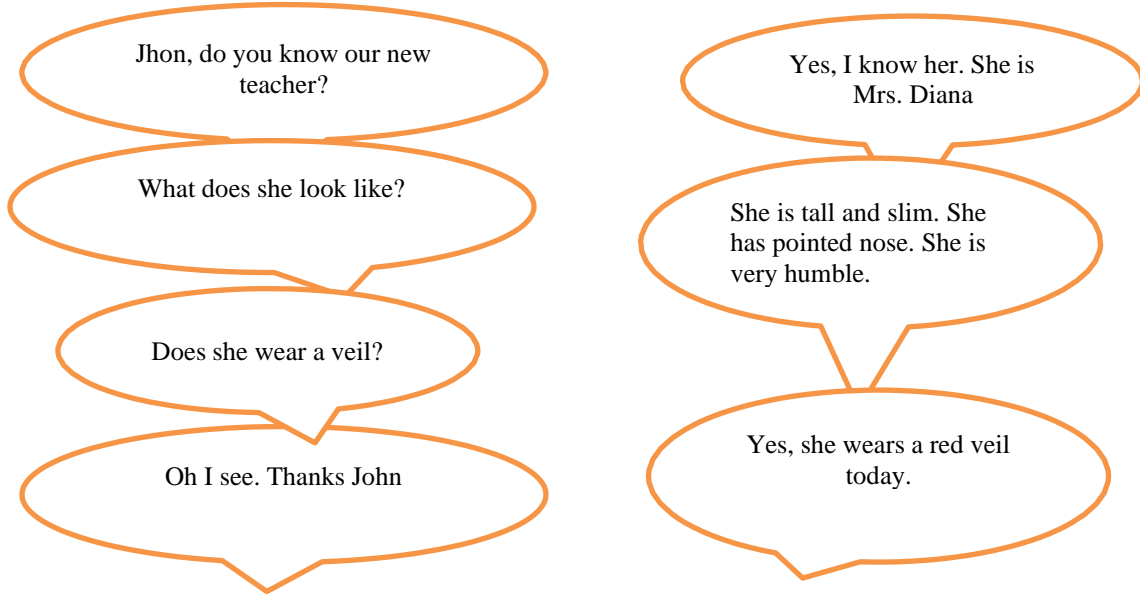 Jhon, do you know our new
teacher?
Yes, I know her. She is
Mrs. Diana
What does she look like?
She is tall and slim. She
has pointed nose. She is
very humble.
Does she wear a veil?
Yes, she wears a red veil
today.
Oh I see. Thanks John